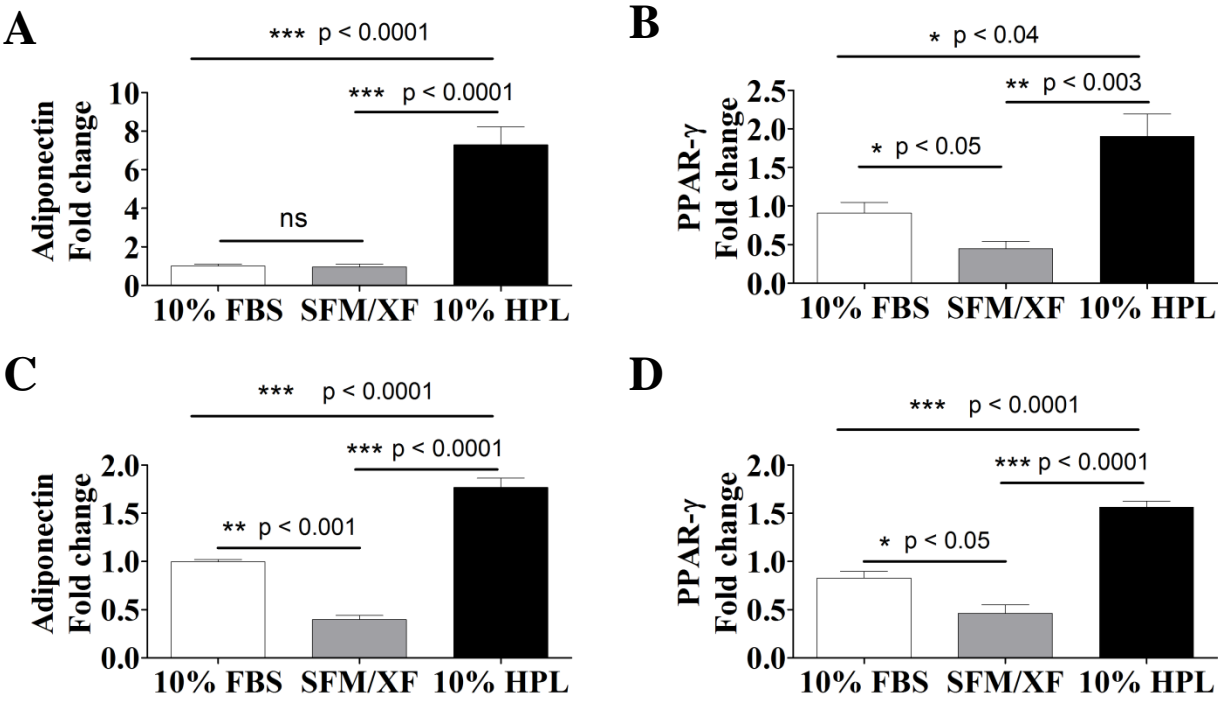 A
*** p < 0.0001
*** p < 0.0001
ns
Adiponectin
Fold change
10
8
6
4
2
0
10% FBS SFM/XF 10% HPL
B
* p < 0.04
** p < 0.003
* p < 0.05
PPAR-γ
Fold change
2.5
2.0
1.5
1.0
0.5
0.0
10% FBS SFM/XF 10% HPL
C
*** p < 0.0001
*** p < 0.0001
** p < 0.001
Adiponectin
Fold change
2.0
1.5
1.0
0.5
0.0
10% FBS SFM/XF 10% HPL
D
*** p < 0.0001
*** p < 0.0001
* p < 0.05
PPAR-γ
Fold change
2.0
1.5
1.0
0.5
0.0
10% FBS SFM/XF 10% HPL